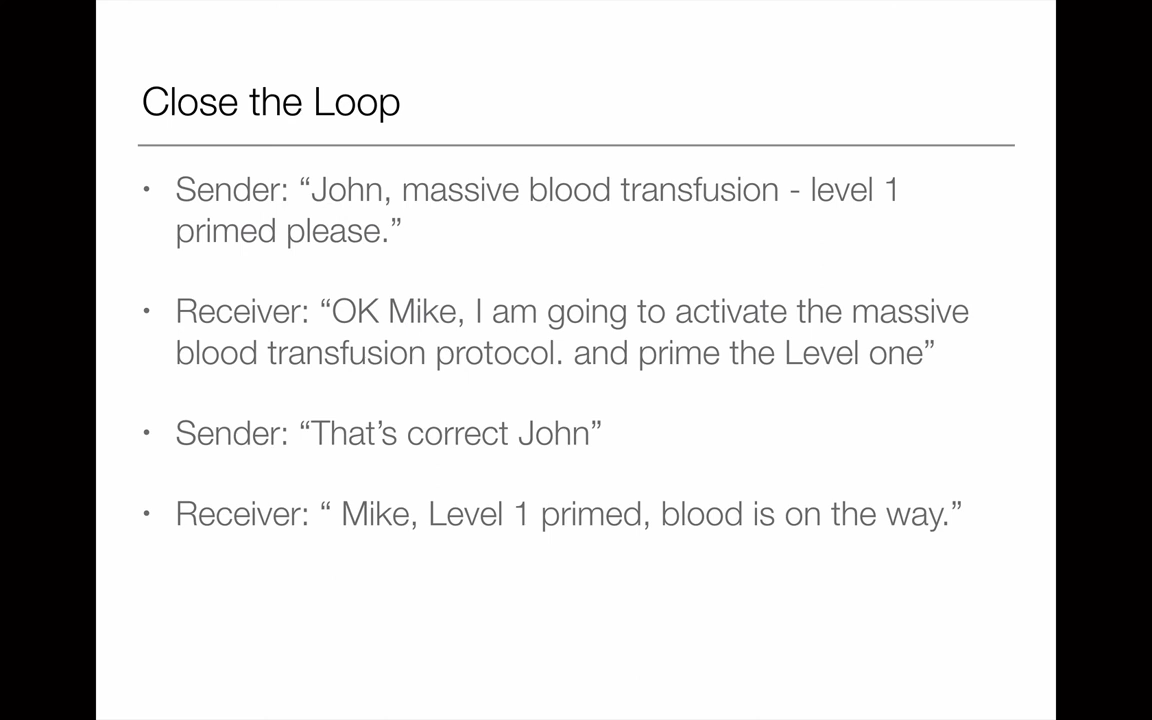 Close the Loop
• Sender: “John, massive blood transfusion - level 1
primed please.”
• Receiver: “OK Mike, I am going to activate the massive
blood transfusion protocol. and prime the Level one”
• Sender: “That’s correct John”
• Receiver: “ Mike, Level 1 primed, blood is on the way.”